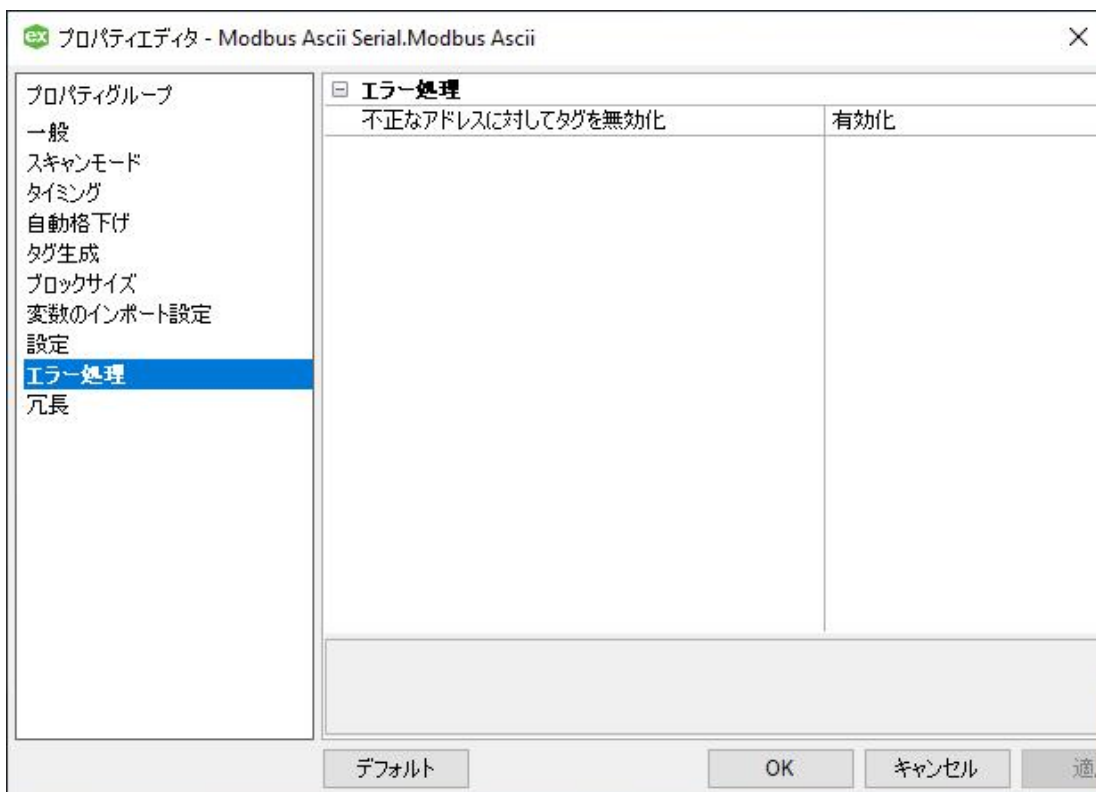 ex プロパティエディタ - Modbus Ascii Serial.Modbus Ascii
プロパティグループ
一般
スキャンモード
タイミング
自動格下げ
タグ生成
ブロックサイズ
変数のインポート設定
設定
エラー処理
冗長
エラー処理
不正なアドレスに対してタグを無効化 有効化
デフォルト OK キャンセル 適